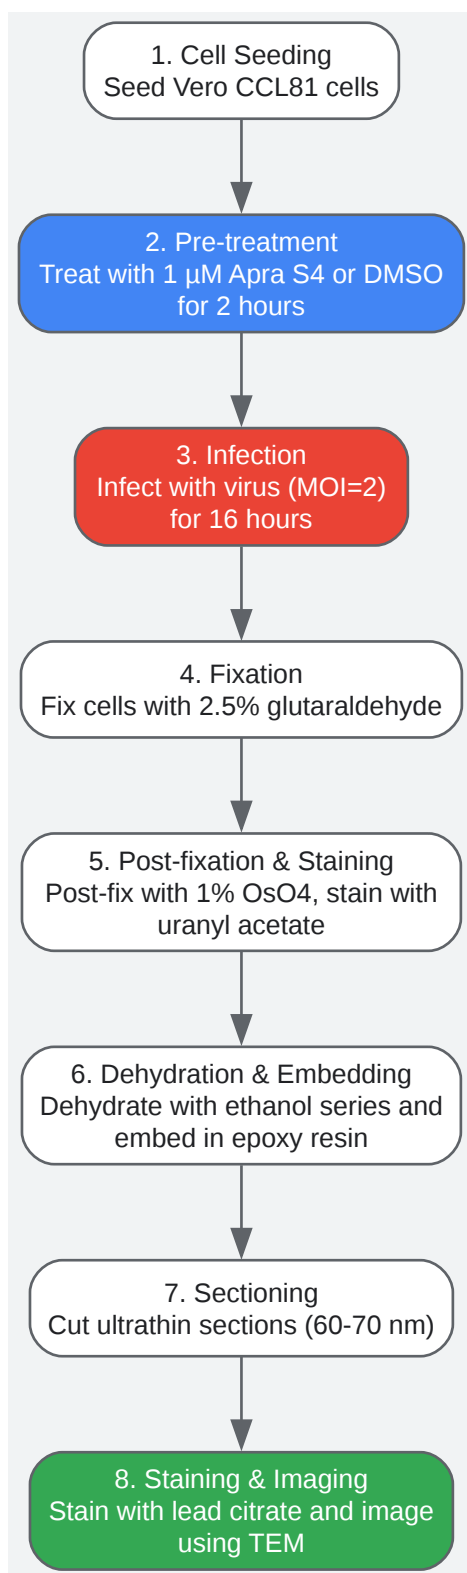 1. Cell Seeding
Seed Vero CCL81 cells
2. Pre-treatment
Treat with 1 µM Apra S4 or DMSO
for 2 hours
3. Infection
Infect with virus (MOI=2)
for 16 hours
4. Fixation
Fix cells with 2.5% glutaraldehyde
5. Post-fixation & Staining
Post-fix with 1% OsO4, stain with
uranyl acetate
6. Dehydration & Embedding
Dehydrate with ethanol series and
embed in epoxy resin
7. Sectioning
Cut ultrathin sections (60-70 nm)
8. Staining & Imaging
Stain with lead citrate and image
using TEM